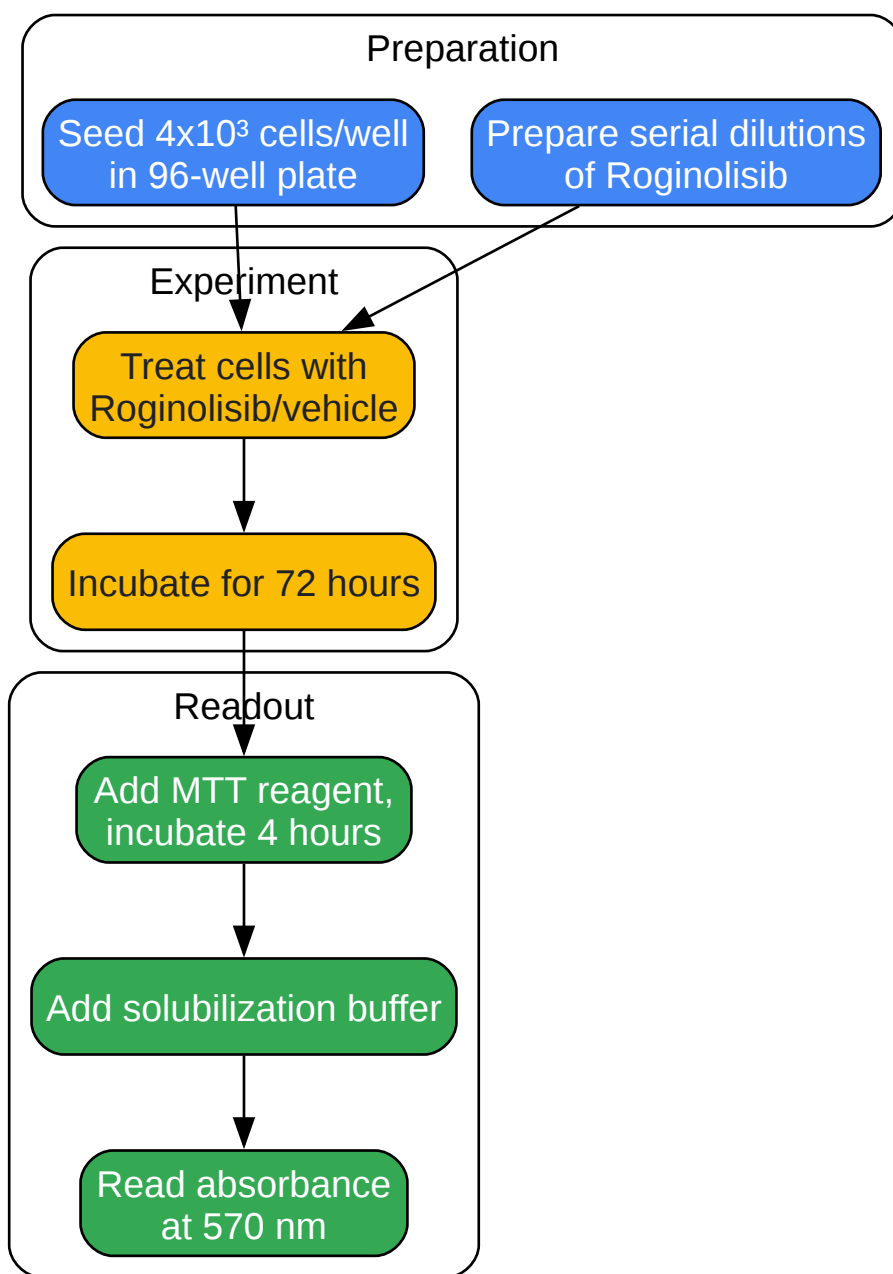 Preparation
Seed 4x10³ cells/well
in 96-well plate
Prepare serial dilutions
of Roginolisib
Experiment
Treat cells with
Roginolisib/vehicle
Incubate for 72 hours
Readout
Add MTT reagent,
incubate 4 hours
Add solubilization buffer
Read absorbance
at 570 nm